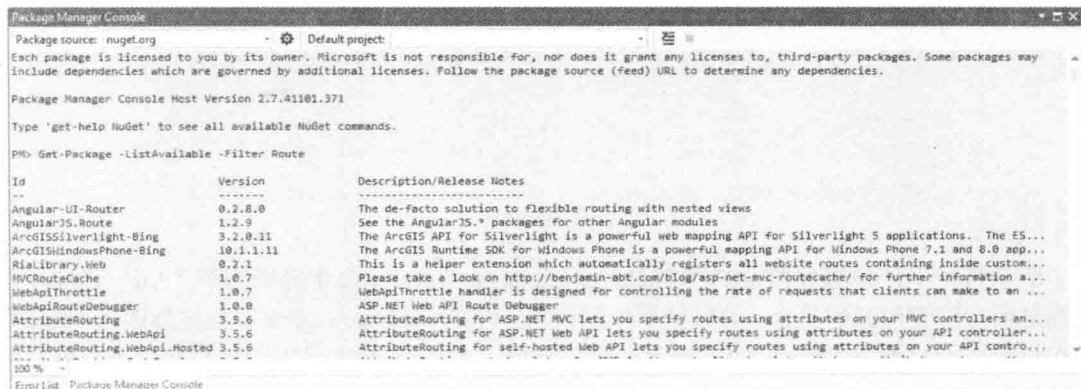 Package Manager Console
Package source: nuget.org Default project:
Each package is licensed to you by its owner. Microsoft is not responsible for, nor does it grant any licenses to, third-party packages. Some packages may
include dependencies which are governed by additional licenses. Follow the package source (feed) URL to determine any dependencies.
Package Manager Console Host Version 2.7.41101.371
Type 'get-help NuGet' to see all available NuGet commands.
PM> Get-Package -ListAvailable -Filter Route
Id Version Description/Release Notes
-- ------- -------------------------
Angular-UI-Router 0.2.8.0 The de-facto solution to flexible routing with nested views
AngularJS.Route 1.2.9 See the AngularJS.* packages for other Angular modules
ArcGISSilverlight-Bing 3.2.0.11 The ArcGIS API for Silverlight is a powerful web mapping API for Silverlight 5 applications. The ES...
ArcGISWindowsPhone-Bing 10.1.1.11 The ArcGIS Runtime SDK for Windows Phone is a powerful mapping API for Windows Phone 7.1 and 8.0 app...
RiaLibrary.Web 0.2.1 This is a helper extension which automatically registers all website routes containing inside custom...
MVCRouteCache 1.0.7 Please take a look on http://benjamin-abt.com/blog/asp-net-mvc-routecache/ for further information a...
WebApiThrottle 1.0.7 WebApiThrottle handler is designed for controlling the rate of requests that clients can make to an ...
WebApiRouteDebugger 1.0.0 ASP.NET Web API Route Debugger
AttributeRouting 3.5.6 AttributeRouting for ASP.NET MVC lets you specify routes using attributes on your MVC controllers an...
AttributeRouting.WebApi 3.5.6 AttributeRouting for ASP.NET Web API lets you specify routes using attributes on your API controller...
AttributeRouting.WebApi.Hosted 3.5.6 AttributeRouting for self-hosted Web API lets you specify routes using attributes on your API contro...
100 %
Error List Package Manager Console